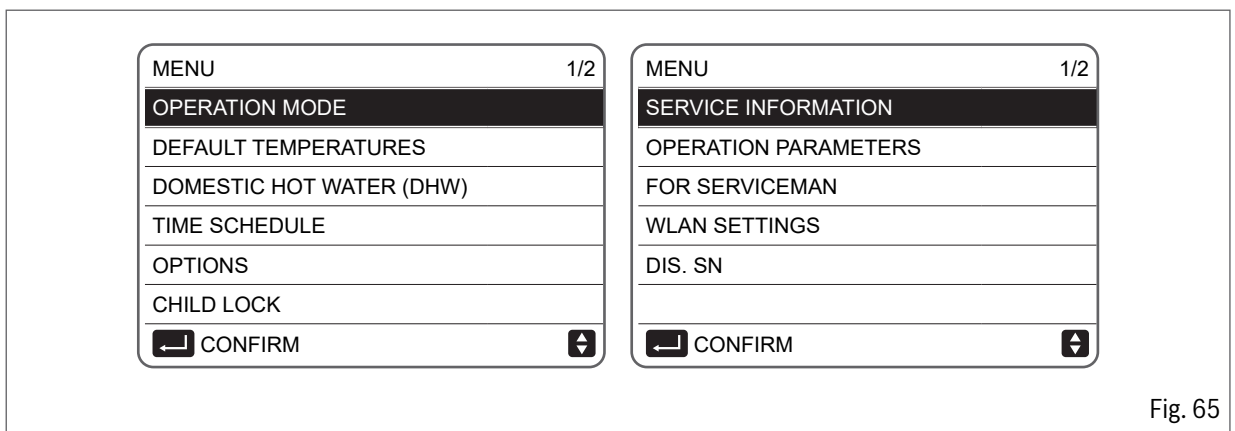 MENU 1/2
OPERATION MODE
DEFAULT TEMPERATURES
DOMESTIC HOT WATER (DHW)
TIME SCHEDULE
OPTIONS
CHILD LOCK
CONFIRM
MENU 1/2
SERVICE INFORMATION
OPERATION PARAMETERS
FOR SERVICEMAN
WLAN SETTINGS
DIS. SN
CONFIRM
Fig. 65